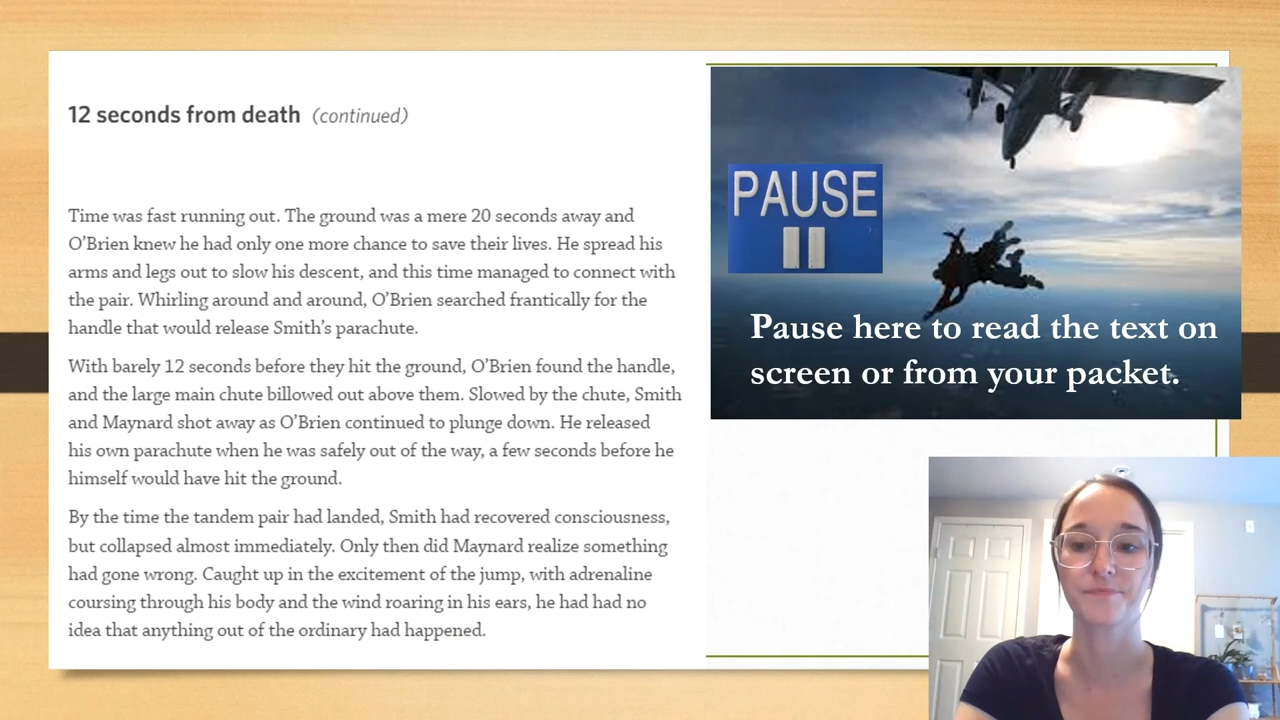 12 seconds from death (continued)
Time was fast running out. The ground was a mere 20 seconds away and
O’Brien knew he had only one more chance to save their lives. He spread his
arms and legs out to slow his descent, and this time managed to connect with
the pair. Whirling around and around, O’Brien searched frantically for the
handle that would release Smith’s parachute.
With barely 12 seconds before they hit the ground, O’Brien found the handle,
and the large main chute billowed out above them. Slowed by the chute, Smith
and Maynard shot away as O’Brien continued to plunge down. He released
his own parachute when he was safely out of the way, a few seconds before he
himself would have hit the ground.
By the time the tandem pair had landed, Smith had recovered consciousness,
but collapsed almost immediately. Only then did Maynard realize something
had gone wrong. Caught up in the excitement of the jump, with adrenaline
coursing through his body and the wind roaring in his ears, he had had no
idea that anything out of the ordinary had happened.
PAUSE
Pause here to read the text on
screen or from your packet.